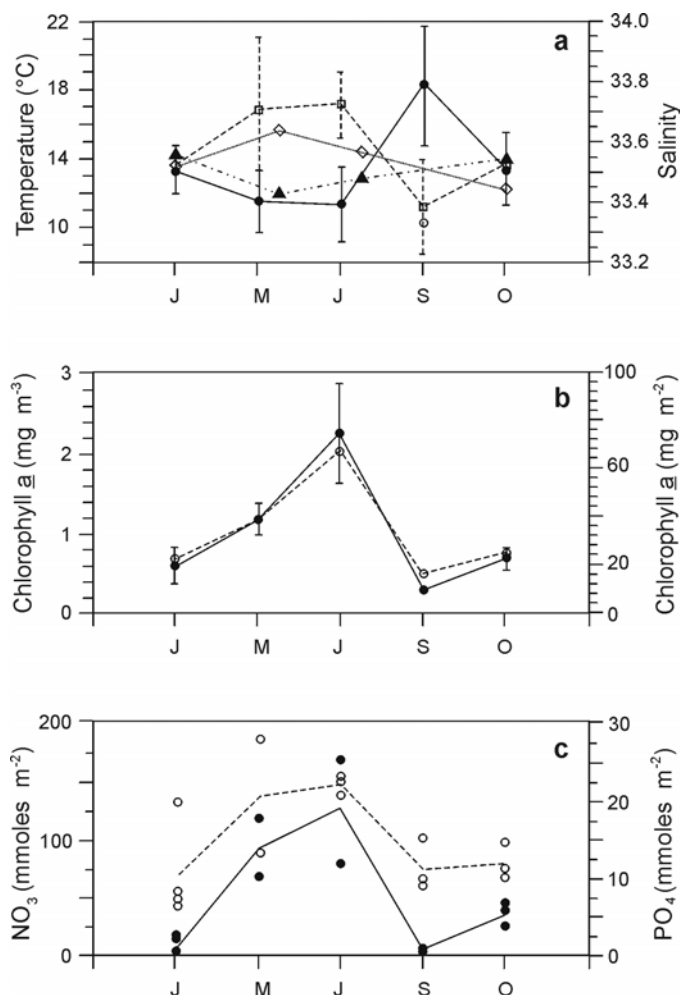 a
Temperature (°C)
22
18
14
10
Salinity
34.0
33.8
33.6
33.4
33.2
J M J S O
b
Chlorophyll a (mg m-3)
3
2
1
0
Chlorophyll a (mg m-2)
100
60
20
0
J M J S O
c
NO3 (mmoles m-2)
200
100
0
PO4 (mmoles m-2)
30
20
10
0
J M J S O